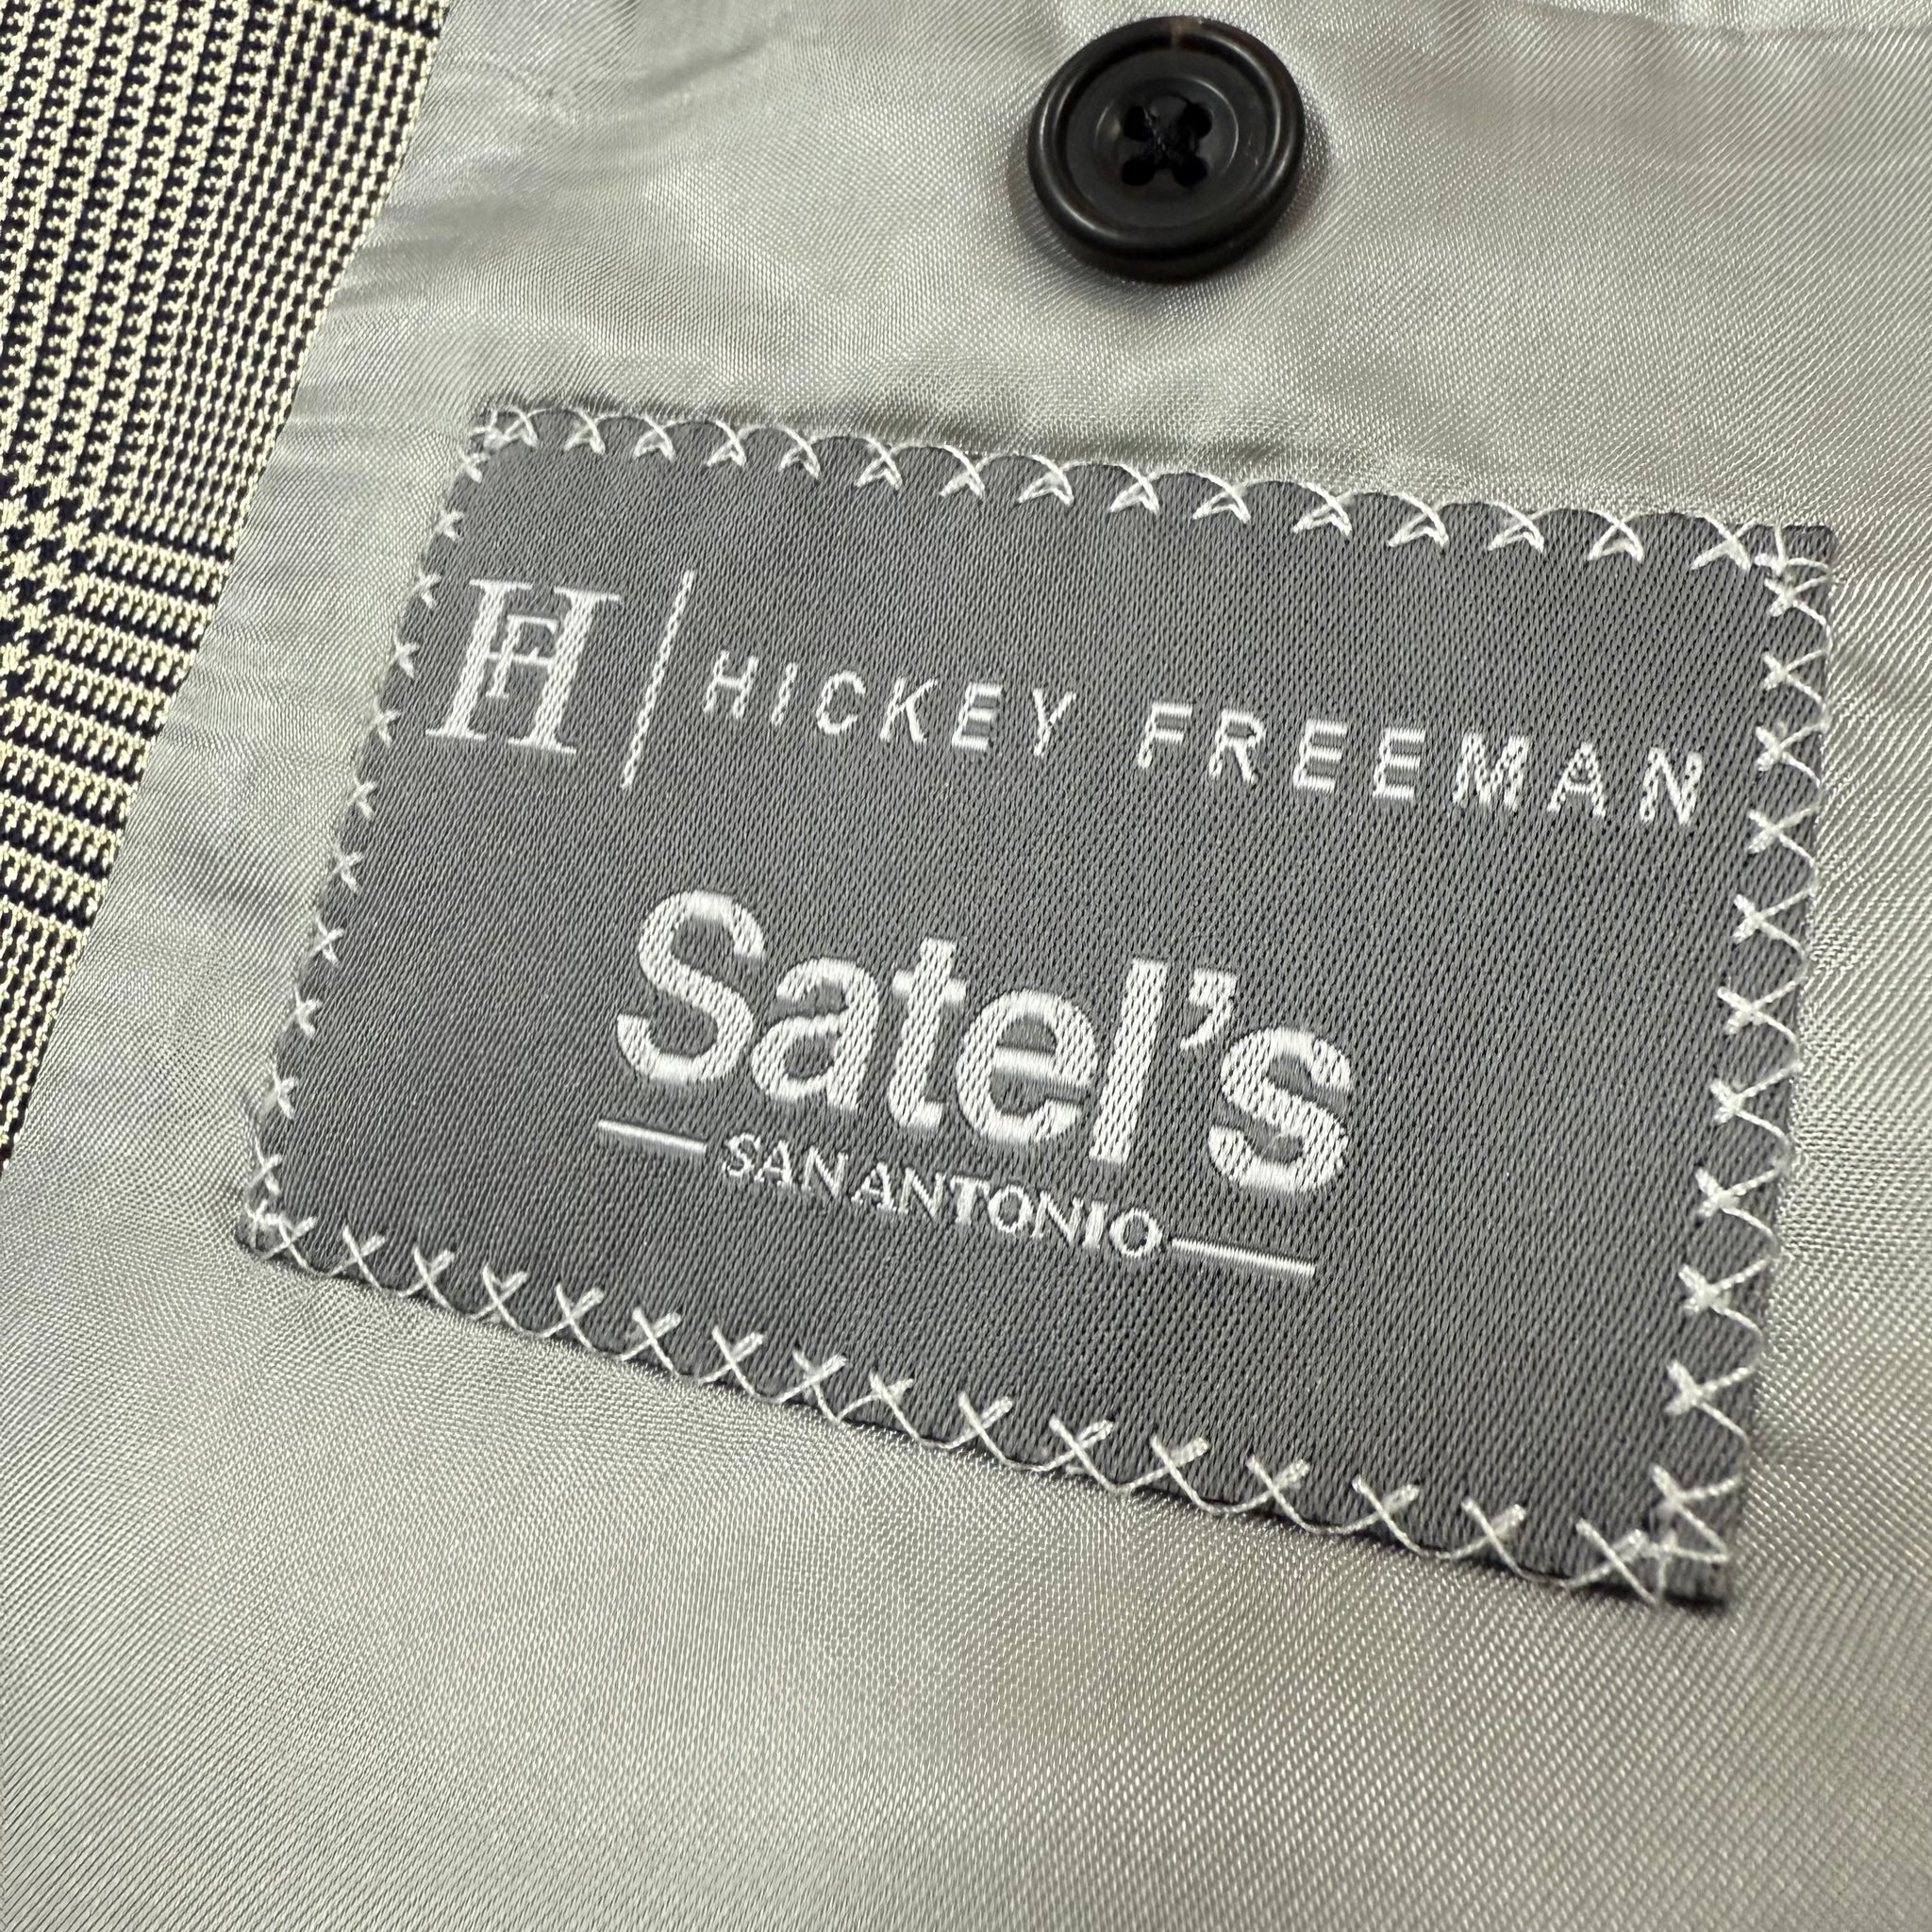 HF | HICKEY FREEMAN
Satel's
SAN ANTONIO